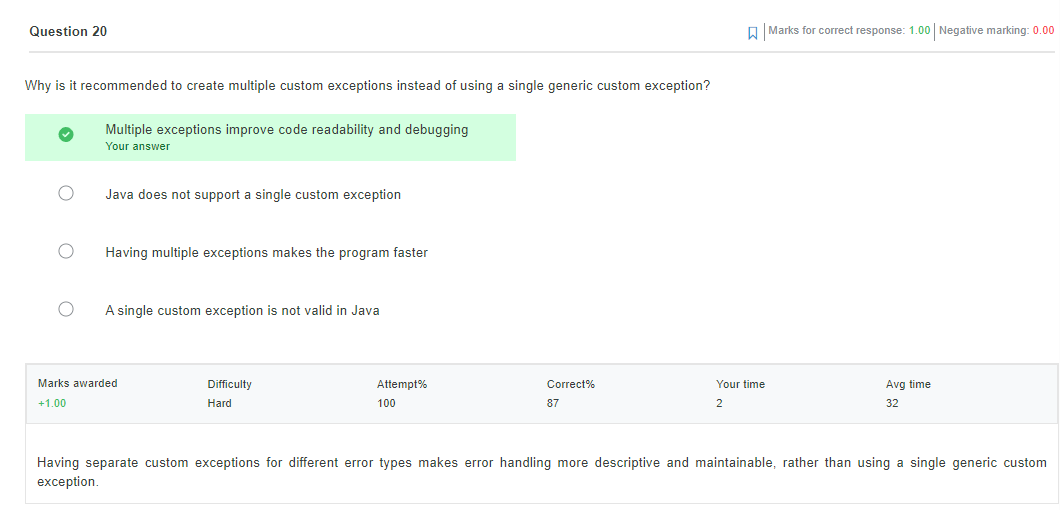 Question 20
Marks for correct response: 1.00 Negative marking: 0.00
Why is it recommended to create multiple custom exceptions instead of using a single generic custom exception?
Multiple exceptions improve code readability and debugging
Your answer
Java does not support a single custom exception
Having multiple exceptions makes the program faster
A single custom exception is not valid in Java
Marks awarded Difficulty Attempt% Correct% Your time Avg time
+1.00 Hard 100 87 2 32
Having separate custom exceptions for different error types makes error handling more descriptive and maintainable, rather than using a single generic custom
exception.